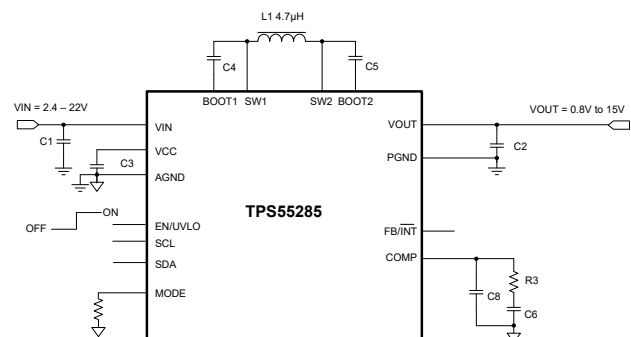 L1 4.7µH
C4
C5
BOOT1 SW1 SW2 BOOT2
VIN = 2.4 – 22V
VOUT = 0.8V to 15V
VIN
VOUT
C1
C2
VCC
C3
PGND
AGND
TPS55285
ON
OFF
EN/UVLO
FB/INT
SCL
COMP
SDA
R3
MODE
C8
C6